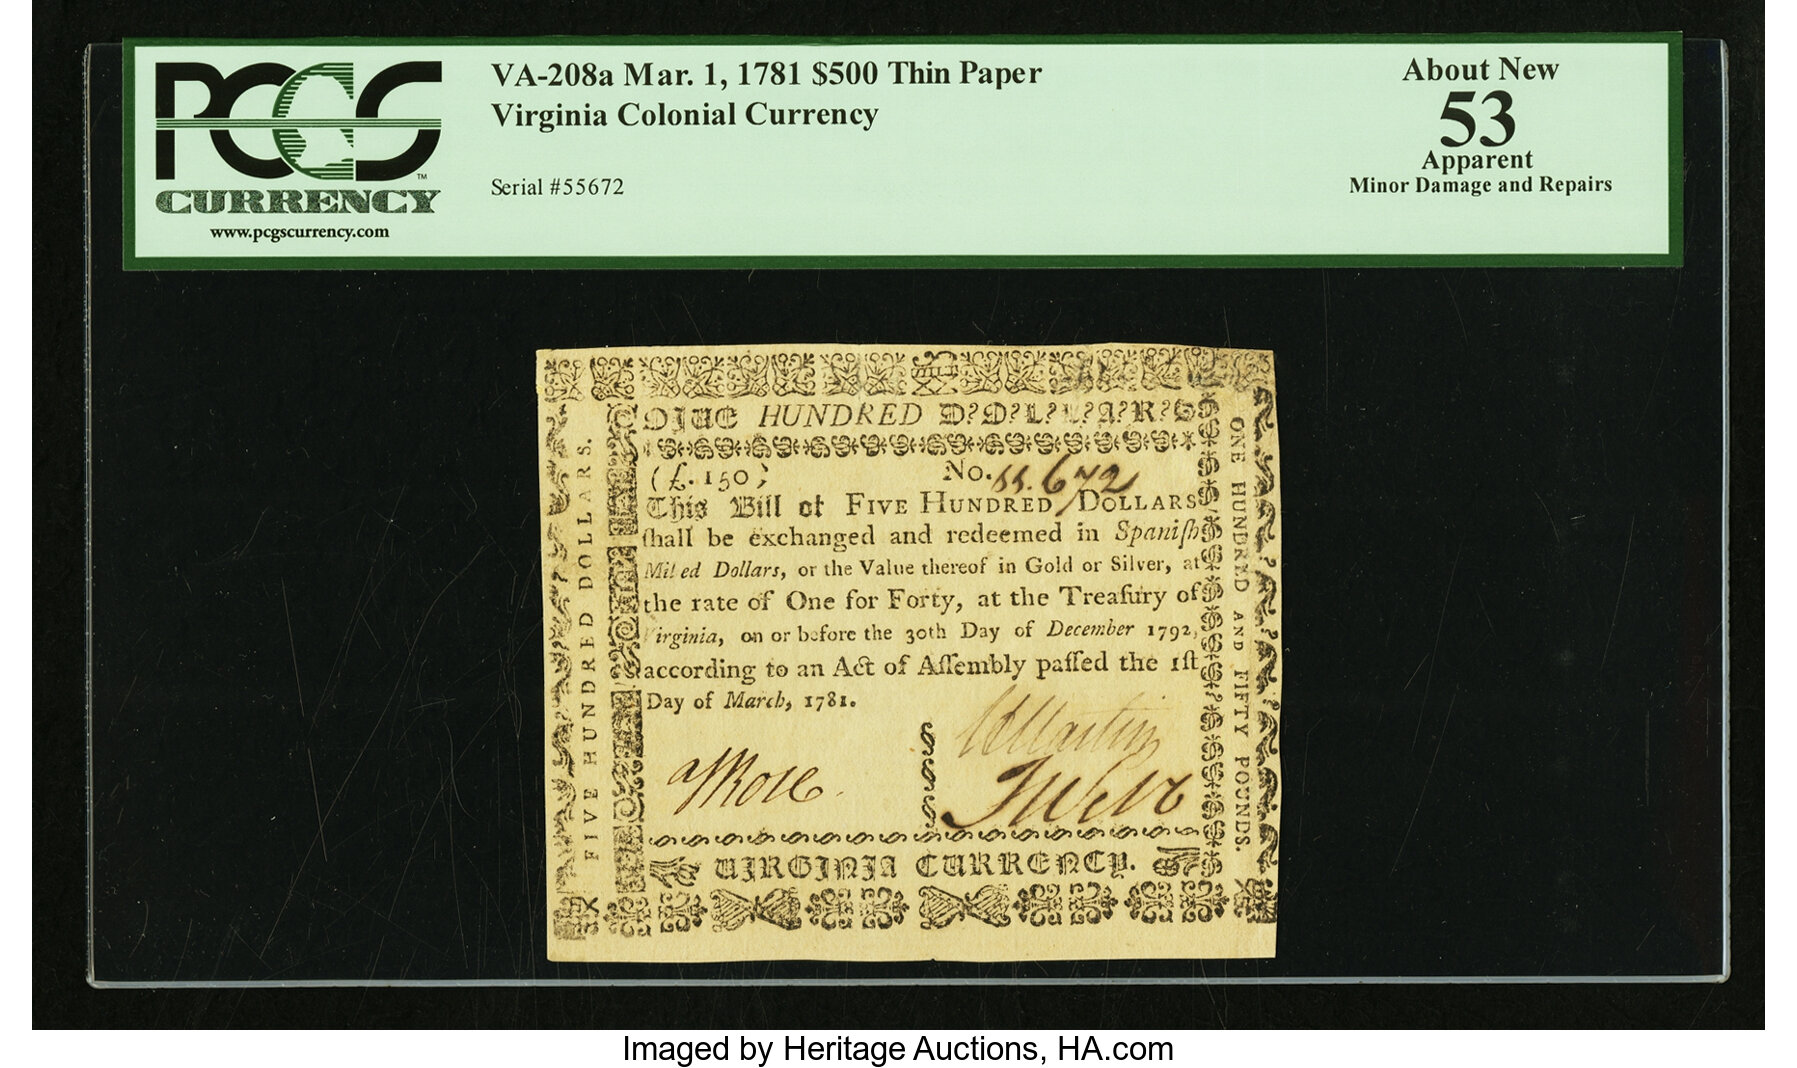 PCGS
™
CURRENCY
www.pcgscurrency.com
VA-208a Mar. 1, 1781 $500 Thin Paper
Virginia Colonial Currency
Serial #55672
About New
53
Apparent
Minor Damage and Repairs
FIVE HUNDRED D?O?L?L?A?R?S
(£. 150)
No. 55.672
This Bill of FIVE HUNDRED DOLLARS
ſhall be exchanged and redeemed in Spaniſh
Mil ed Dollars, or the Value thereof in Gold or Silver, at
the rate of One for Forty, at the Treaſury of
Virginia, on or before the 30th Day of December 1792,
according to an Act of Aſſembly paſſed the 1ſt
Day of March, 1781.
VIRGINIA CURRENCY.
FIVE HUNDRED DOLLARS.
ONE HUNDRED AND FIFTY POUNDS.
Imaged by Heritage Auctions, HA.com